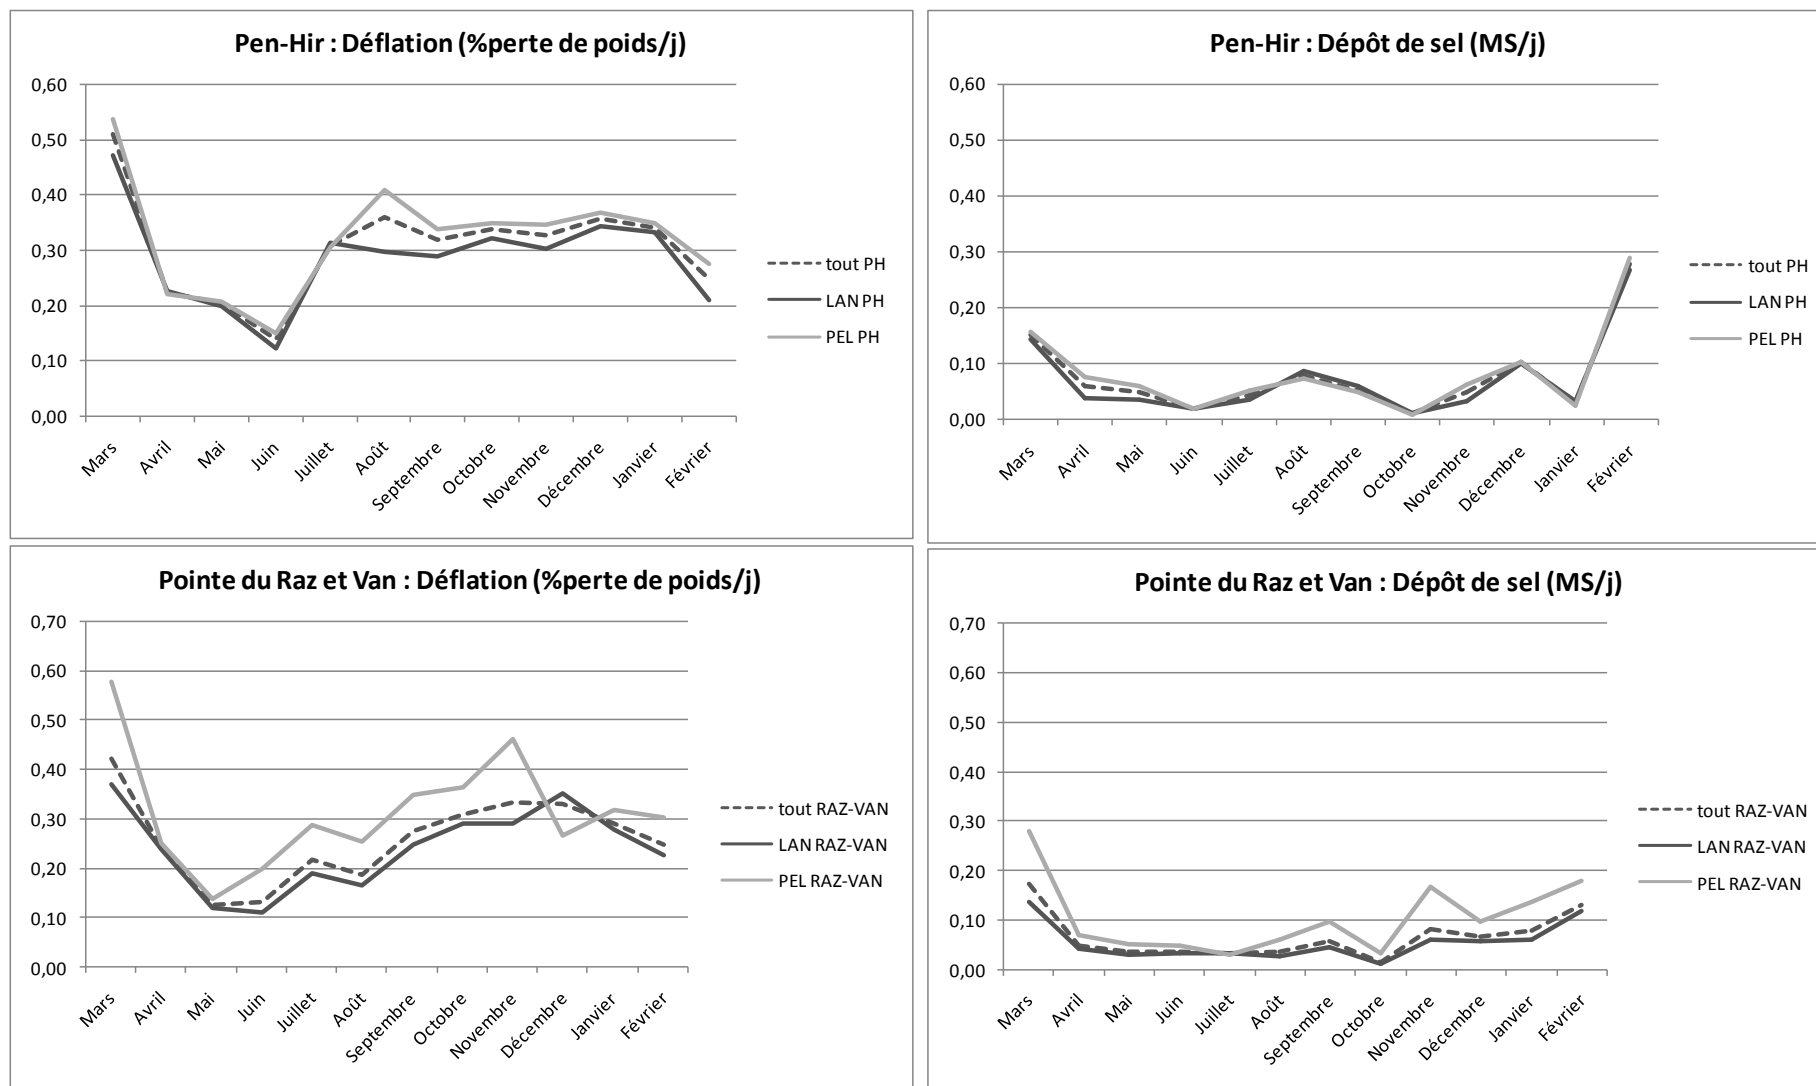 Pen-Hir : Déflation (%perte de poids/j)
0,60
0,50
0,40
0,30
0,20
0,10
0,00
Mars
Avril
Mai
Juin
Juillet
Août
Septembre
Octobre
Novembre
Décembre
Janvier
Février
tout PH
LAN PH
PEL PH
Pen-Hir : Dépôt de sel (MS/j)
0,60
0,50
0,40
0,30
0,20
0,10
0,00
Mars
Avril
Mai
Juin
Juillet
Août
Septembre
Octobre
Novembre
Décembre
Janvier
Février
tout PH
LAN PH
PEL PH
Pointe du Raz et Van : Déflation (%perte de poids/j)
0,70
0,60
0,50
0,40
0,30
0,20
0,10
0,00
Mars
Avril
Mai
Juin
Juillet
Août
Septembre
Octobre
Novembre
Décembre
Janvier
Février
tout RAZ-VAN
LAN RAZ-VAN
PEL RAZ-VAN
Pointe du Raz et Van : Dépôt de sel (MS/j)
0,70
0,60
0,50
0,40
0,30
0,20
0,10
0,00
Mars
Avril
Mai
Juin
Juillet
Août
Septembre
Octobre
Novembre
Décembre
Janvier
Février
tout RAZ-VAN
LAN RAZ-VAN
PEL RAZ-VAN